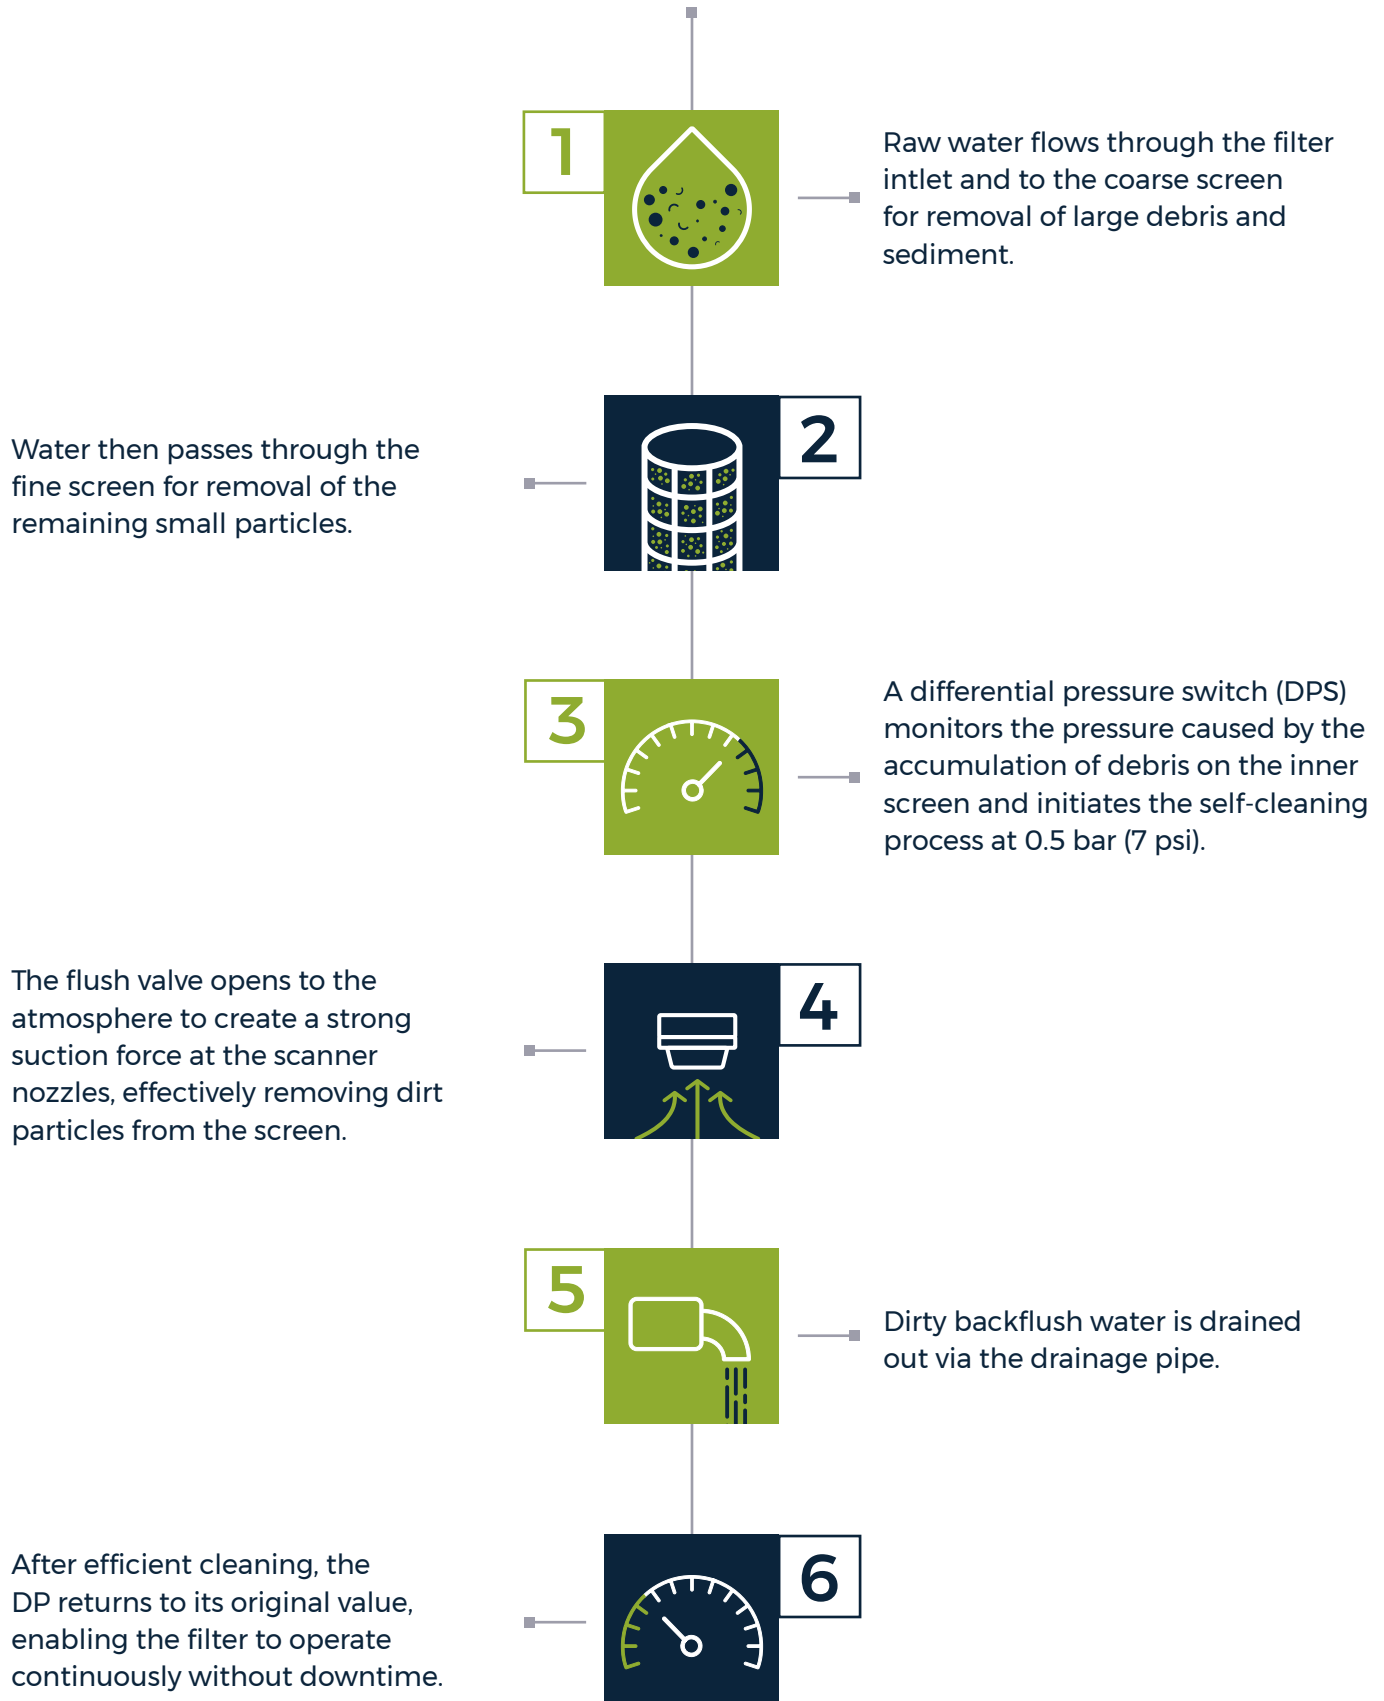 1
Raw water flows through the filter
intlet and to the coarse screen
for removal of large debris and
sediment.
2
Water then passes through the
fine screen for removal of the
remaining small particles.
3
A differential pressure switch (DPS)
monitors the pressure caused by the
accumulation of debris on the inner
screen and initiates the self-cleaning
process at 0.5 bar (7 psi).
4
The flush valve opens to the
atmosphere to create a strong
suction force at the scanner
nozzles, effectively removing dirt
particles from the screen.
5
Dirty backflush water is drained
out via the drainage pipe.
6
After efficient cleaning, the
DP returns to its original value,
enabling the filter to operate
continuously without downtime.